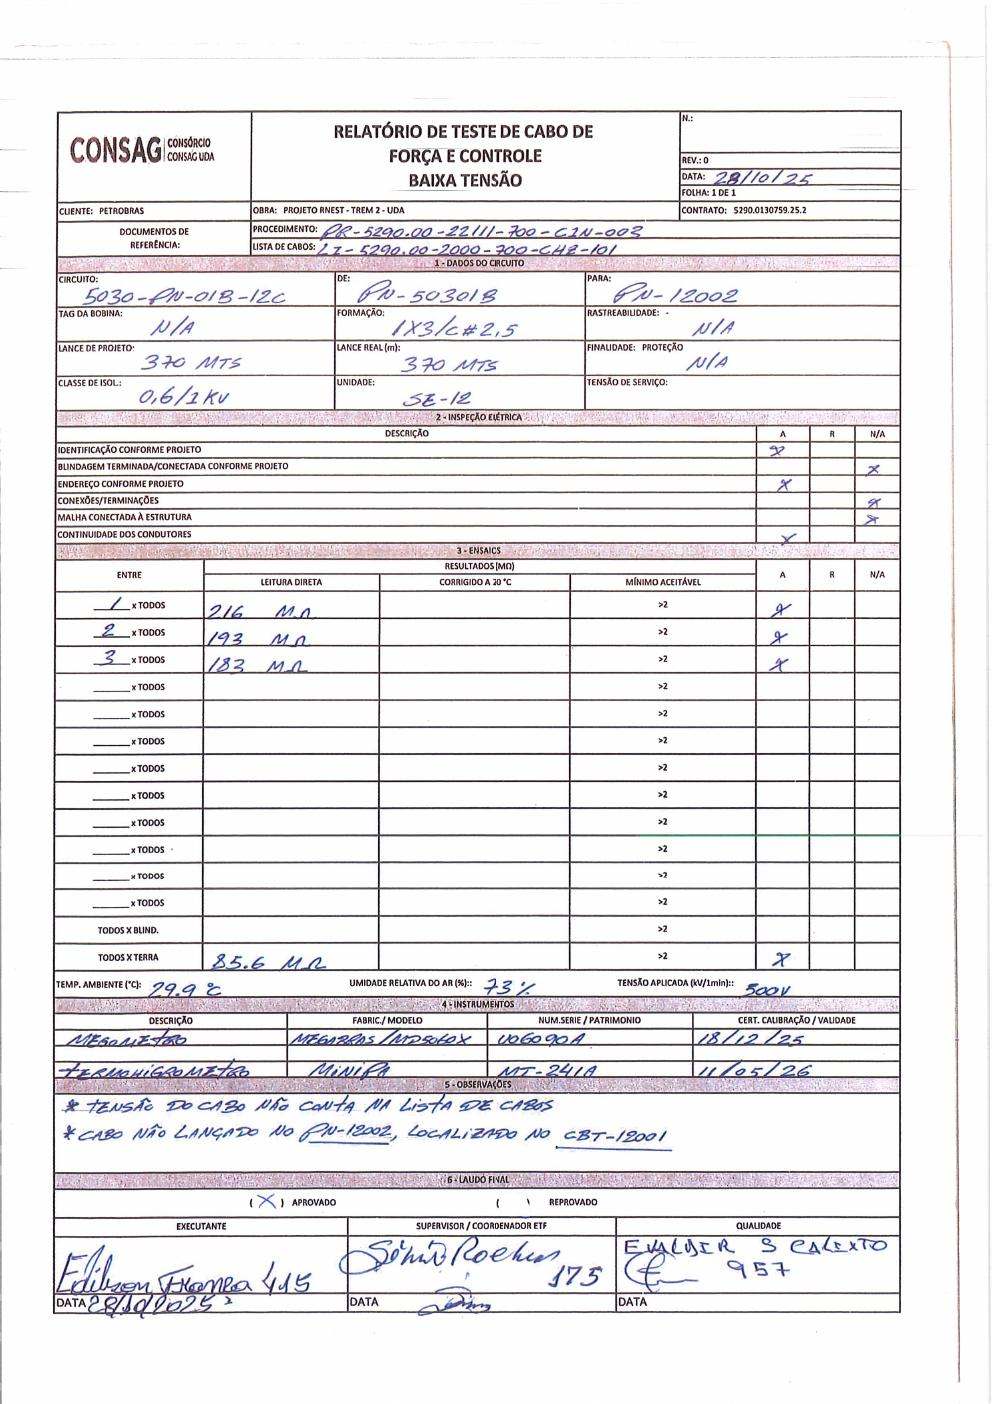 CONSAG CONSÓRCIO CONSAG UDA
RELATÓRIO DE TESTE DE CABO DE
FORÇA E CONTROLE
BAIXA TENSÃO
N.:
REV.: 0
DATA: 28/10/25
FOLHA: 1 DE 1
CLIENTE: PETROBRAS OBRA: PROJETO RNEST - TREM 2 - UDA CONTRATO: 5290.0130759.25.2
DOCUMENTOS DE REFERÊNCIA:
PROCEDIMENTO: PR-5290.00-22111-700-C1N-003
LISTA DE CABOS: LI-5290.00-2000-700-CHZ-101
1 - DADOS DO CIRCUITO
CIRCUITO: 5030-PN-01B-12C DE: PN-50301B PARA: PN-12002
TAG DA BOBINA: N/A FORMAÇÃO: 1X3/C#2,5 RASTREABILIDADE: - N/A
LANCE DE PROJETO: 370 MTS LANCE REAL (m): 370 MTS FINALIDADE: PROTEÇÃO N/A
CLASSE DE ISOL.: 0,6/1KV UNIDADE: SE-12 TENSÃO DE SERVIÇO:
2 - INSPEÇÃO ELÉTRICA
DESCRIÇÃO A R N/A
IDENTIFICAÇÃO CONFORME PROJETO X
BLINDAGEM TERMINADA/CONECTADA CONFORME PROJETO X
ENDEREÇO CONFORME PROJETO X
CONEXÕES/TERMINAÇÕES X
MALHA CONECTADA À ESTRUTURA X
CONTINUIDADE DOS CONDUTORES X
3 - ENSAIOS
ENTRE RESULTADOS (MΩ) A R N/A
LEITURA DIRETA CORRIGIDO A 20 °C MÍNIMO ACEITÁVEL
1 x TODOS 216 MΩ >2 X
2 x TODOS 193 MΩ >2 X
3 x TODOS 183 MΩ >2 X
x TODOS >2
x TODOS >2
x TODOS >2
x TODOS >2
x TODOS >2
x TODOS >2
x TODOS >2
x TODOS >2
x TODOS >2
TODOS X BLIND. >2
TODOS X TERRA 85.6 MΩ >2 X
TEMP. AMBIENTE (°C): 29.9 °C UMIDADE RELATIVA DO AR (%):: 73% TENSÃO APLICADA (kV/1min):: 500V
4 - INSTRUMENTOS
DESCRIÇÃO FABRIC./ MODELO NUM.SERIE / PATRIMONIO CERT. CALIBRAÇÃO / VALIDADE
MEGOMETRO MEGABRAS/MD5060X U0G090A 18/12/25
TERMOHIGROMETRO MINIPA MT-241A 11/05/26
5 - OBSERVAÇÕES
* TENSÃO DO CABO NÃO CONTA NA LISTA DE CABOS
* CABO NÃO LANÇADO NO PN-12002, LOCALIZADO NO CBT-12001
6 - LAUDO FINAL
( X ) APROVADO ( ) REPROVADO
EXECUTANTE SUPERVISOR / COORDENADOR ETF QUALIDADE
Edilson Franca 415
175
EVALDER S CALIXTO
957
DATA 28/10/2025 DATA DATA